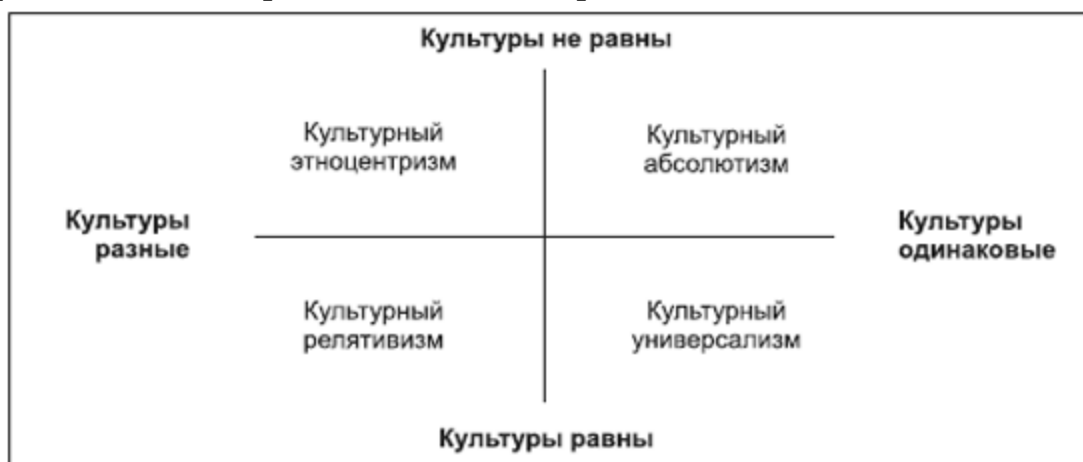 Культуры не равны
Культурный
этноцентризм
Культурный
абсолютизм
Культуры
разные
Культуры
одинаковые
Культурный
релятивизм
Культурный
универсализм
Культуры равны